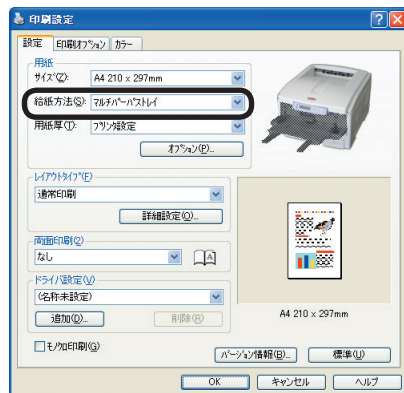 印刷設定
設定 印刷オプション カラー
用紙
サイズ(Z): A4 210 x 297mm
給紙方法(S): マルチパーパストレイ
用紙厚(T): プリンタ設定
オプション(P)...
レイアウトタイプ(F)
通常印刷
詳細設定(O)...
両面印刷(2)
なし
ドライバ設定(V)
(名称未設定)
追加(D)... 削除(R)
A4 210 x 297mm
モノクロ印刷(G)
バージョン情報(B)... 標準(U)
OK キャンセル ヘルプ